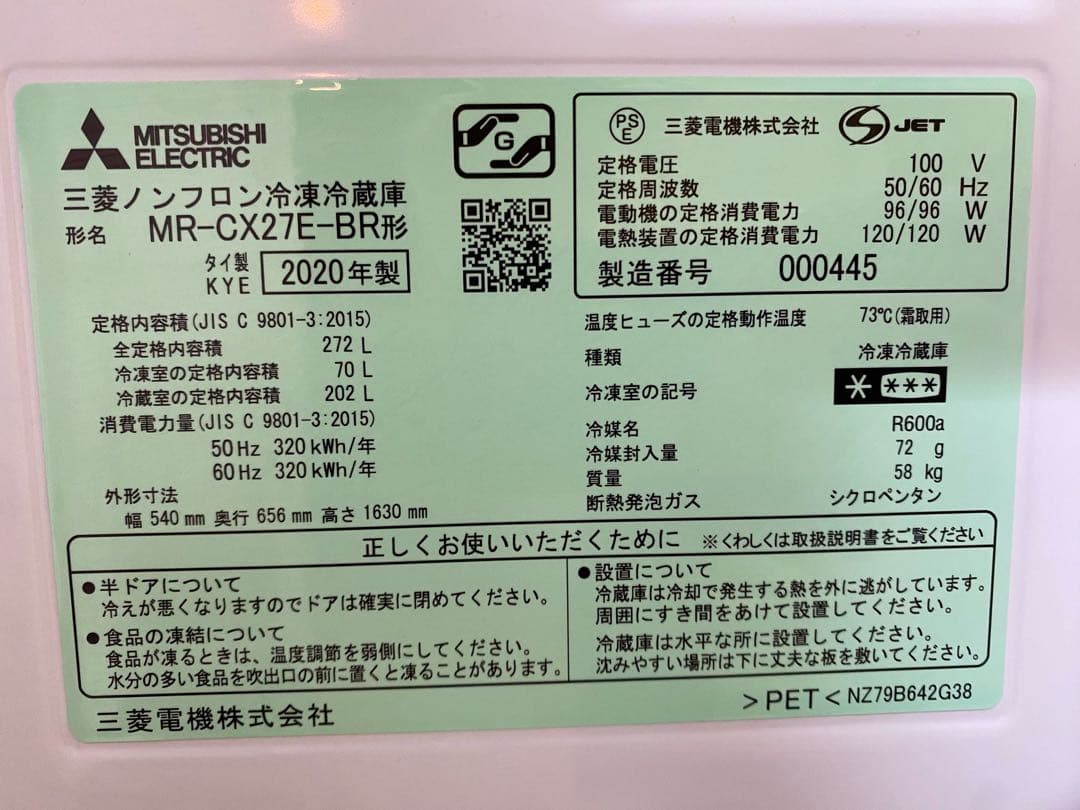 MITSUBISHI
ELECTRIC
三菱ノンフロン冷凍冷蔵庫
形名 MR-CX27E-BR形
タイ製
KYE 2020年製
G
PS
E 三菱電機株式会社 S JET
定格電圧 100 V
定格周波数 50/60 Hz
電動機の定格消費電力 96/96 W
電熱装置の定格消費電力 120/120 W
製造番号 000445
定格内容積(JIS C 9801-3:2015)
全定格内容積 272 L
冷凍室の定格内容積 70 L
冷蔵室の定格内容積 202 L
消費電力量(JIS C 9801-3:2015)
50Hz 320 kWh/年
60Hz 320 kWh/年
外形寸法
幅 540 mm 奥行 656 mm 高さ 1630 mm
温度ヒューズの定格動作温度 73℃(霜取用)
種類 冷凍冷蔵庫
冷凍室の記号 * ***
冷媒名 R600a
冷媒封入量 72 g
質量 58 kg
断熱発泡ガス シクロペンタン
正しくお使いいただくために ※くわしくは取扱説明書をご覧ください
●半ドアについて
冷えが悪くなりますのでドアは確実に閉めてください。
●食品の凍結について
食品が凍るときは、温度調節を弱側にしてください。
水分の多い食品を吹出口の前に置くと凍ることがあります。
●設置について
冷蔵庫は冷却で発生する熱を外に逃がしています。
周囲にすき間をあけて設置してください。
冷蔵庫は水平な所に設置してください。
沈みやすい場所は下に丈夫な板を敷いてください。
三菱電機株式会社
>PET< NZ79B642G38